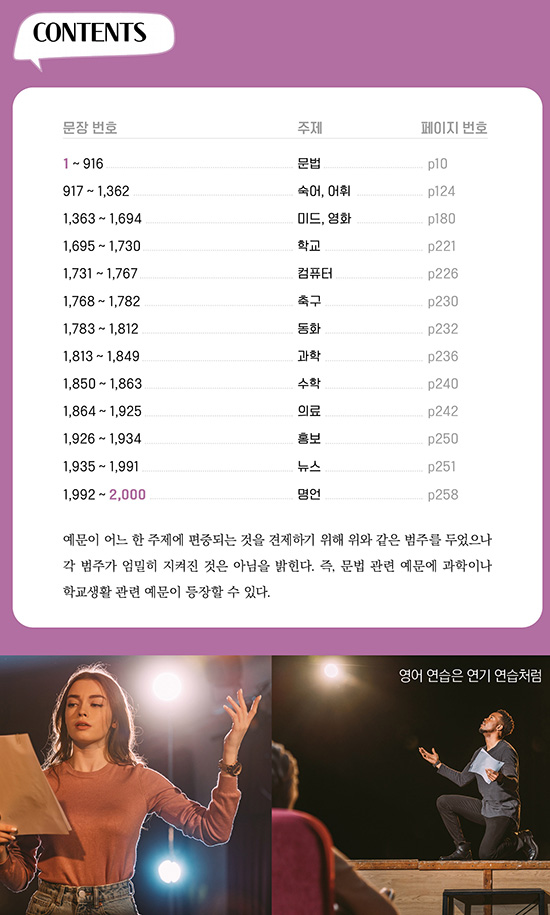 CONTENTS
문장 번호 주제 페이지 번호
1 ~ 916 문법 p10
917 ~ 1,362 숙어, 어휘 p124
1,363 ~ 1,694 미드, 영화 p180
1,695 ~ 1,730 학교 p221
1,731 ~ 1,767 컴퓨터 p226
1,768 ~ 1,782 축구 p230
1,783 ~ 1,812 동화 p232
1,813 ~ 1,849 과학 p236
1,850 ~ 1,863 수학 p240
1,864 ~ 1,925 의료 p242
1,926 ~ 1,934 홍보 p250
1,935 ~ 1,991 뉴스 p251
1,992 ~ 2,000 명언 p258
예문이 어느 한 주제에 편중되는 것을 견제하기 위해 위와 같은 범주를 두었으나
각 범주가 엄밀히 지켜진 것은 아님을 밝힌다. 즉, 문법 관련 예문에 과학이나
학교생활 관련 예문이 등장할 수 있다.
영어 연습은 연기 연습처럼